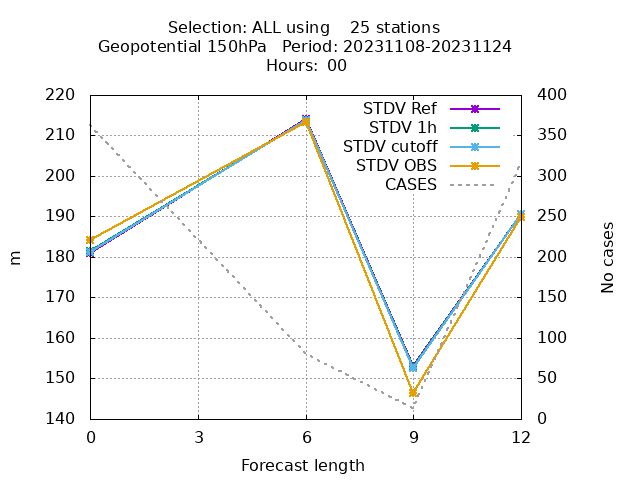 Selection: ALL using    25 stations
Geopotential 150hPa   Period: 20231108-20231124
Hours:  00
STDV Ref
STDV 1h
STDV cutoff
STDV OBS
CASES
220
210
200
190
180
170
160
150
140
400
350
300
250
200
150
100
50
0
m
No cases
0
3
6
9
12
Forecast length